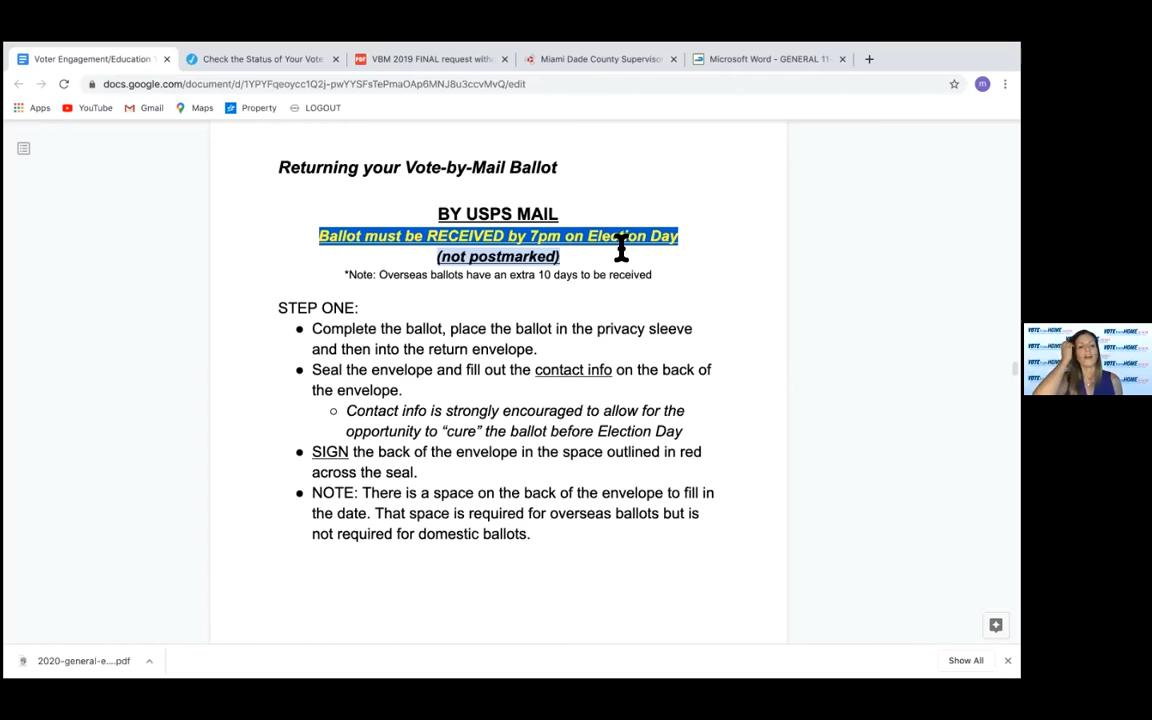 Voter Engagement/Education T
Check the Status of Your Vote
VBM 2019 FINAL request with
Miami Dade County Supervisor
Microsoft Word - GENERAL 11-
docs.google.com/document/d/1YPYFqeoycc1Q2j-pwYYSFsTePmaOAp6MNJ8u3ccvMvQ/edit
m
Apps YouTube Gmail Maps Property LOGOUT
Returning your Vote-by-Mail Ballot
BY USPS MAIL
Ballot must be RECEIVED by 7pm on Election Day
(not postmarked)
*Note: Overseas ballots have an extra 10 days to be received
STEP ONE:
● Complete the ballot, place the ballot in the privacy sleeve
and then into the return envelope.
● Seal the envelope and fill out the contact info on the back of
the envelope.
○ Contact info is strongly encouraged to allow for the
opportunity to “cure” the ballot before Election Day
● SIGN the back of the envelope in the space outlined in red
across the seal.
● NOTE: There is a space on the back of the envelope to fill in
the date. That space is required for overseas ballots but is
not required for domestic ballots.
2020-general-e....pdf
Show All